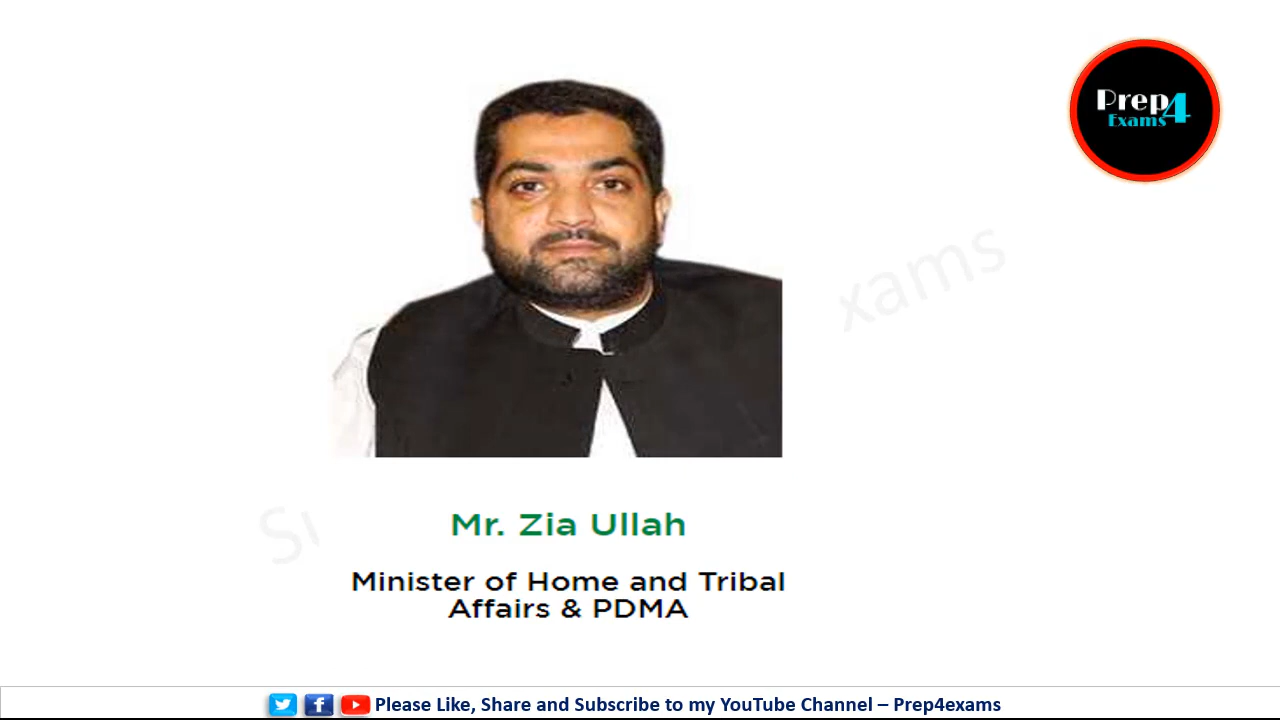 Prep4
Exams
xams
Mr. Zia Ullah
Minister of Home and Tribal
Affairs & PDMA
Please Like, Share and Subscribe to my YouTube Channel – Prep4exams